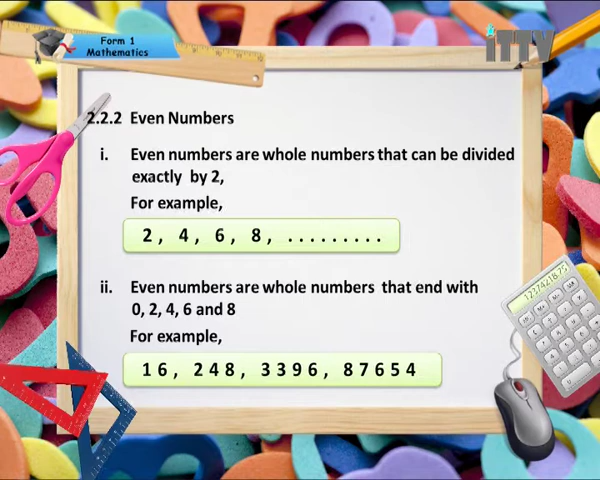 Form 1
Mathematics
iTTV
2.2.2 Even Numbers
i. Even numbers are whole numbers that can be divided
exactly by 2,
For example,
2, 4, 6, 8, .........
ii. Even numbers are whole numbers that end with
0, 2, 4, 6 and 8
For example,
16, 248, 3396, 87654